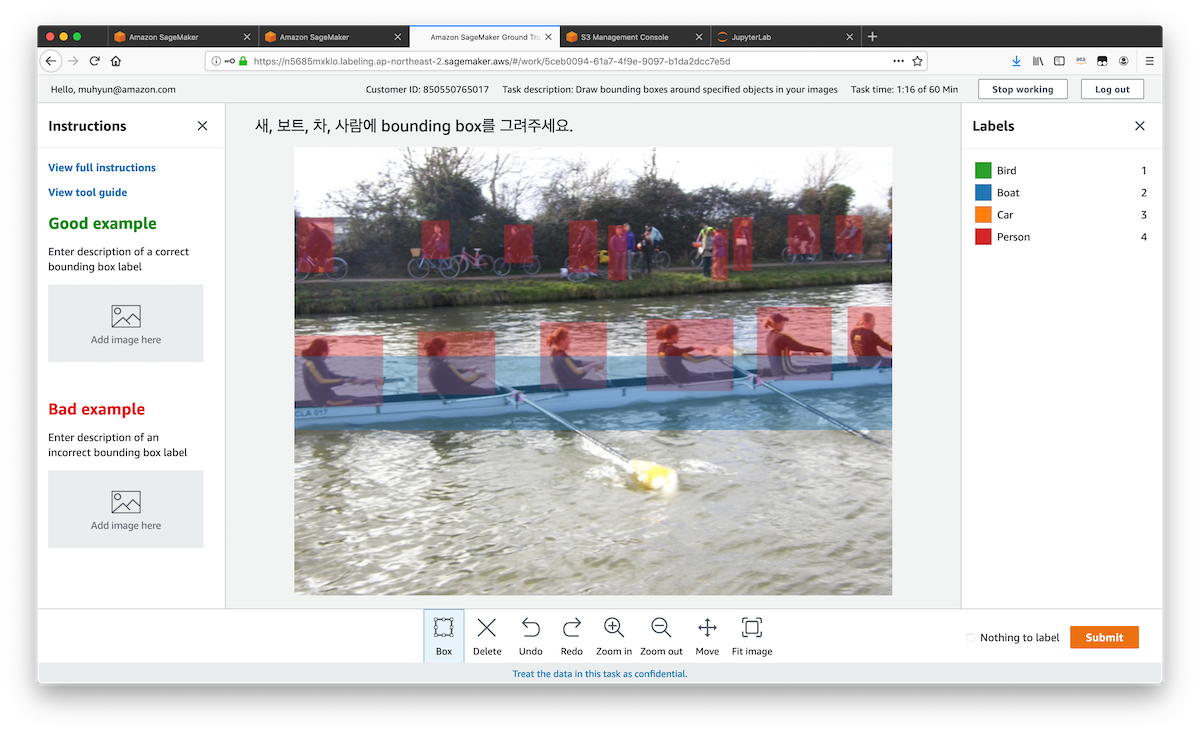 Amazon SageMaker
Amazon SageMaker
Amazon SageMaker Ground Tru
S3 Management Console
JupyterLab
https://n5685mxklo.labeling.ap-northeast-2.sagemaker.aws/#/work/5ceb0094-61a7-4f9e-9097-b1da2dcc7e5d
Hello, muhyun@amazon.com
Customer ID: 850550765017
Task description: Draw bounding boxes around specified objects in your images
Task time: 1:16 of 60 Min
Stop working
Log out
Instructions
View full instructions
View tool guide
Good example
Enter description of a correct
bounding box label
Add image here
Bad example
Enter description of an
incorrect bounding box label
Add image here
새, 보트, 차, 사람에 bounding box를 그려주세요.
CLA 017
Labels
Bird 1
Boat 2
Car 3
Person 4
Box
Delete
Undo
Redo
Zoom in
Zoom out
Move
Fit image
Nothing to label
Submit
Treat the data in this task as confidential.